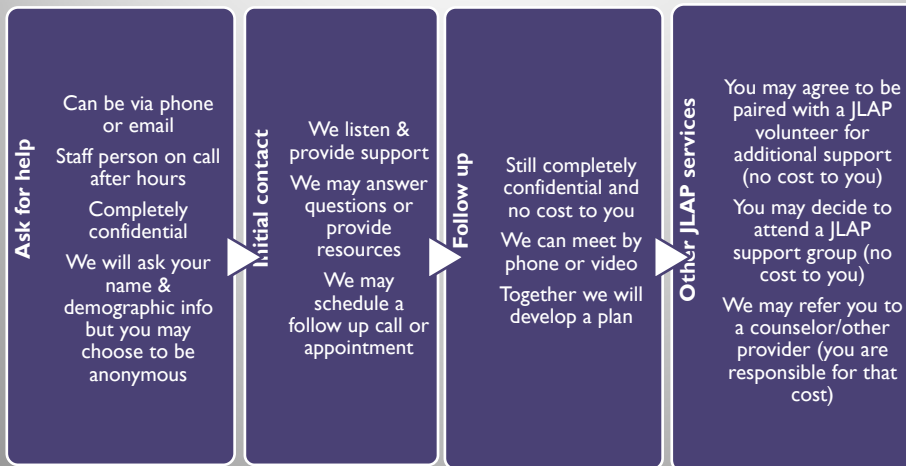 Ask for help
Can be via phone
or email
Staff person on call
after hours
Completely
confidential
We will ask your
name &
demographic info
but you may
choose to be
anonymous
Initial contact
We listen &
provide support
We may answer
questions or
provide
resources
We may
schedule a
follow up call or
appointment
Follow up
Still completely
confidential and
no cost to you
We can meet by
phone or video
Together we will
develop a plan
Other JLAP services
You may agree to be
paired with a JLAP
volunteer for
additional support
(no cost to you)
You may decide to
attend a JLAP
support group (no
cost to you)
We may refer you to
a counselor/other
provider (you are
responsible for that
cost)